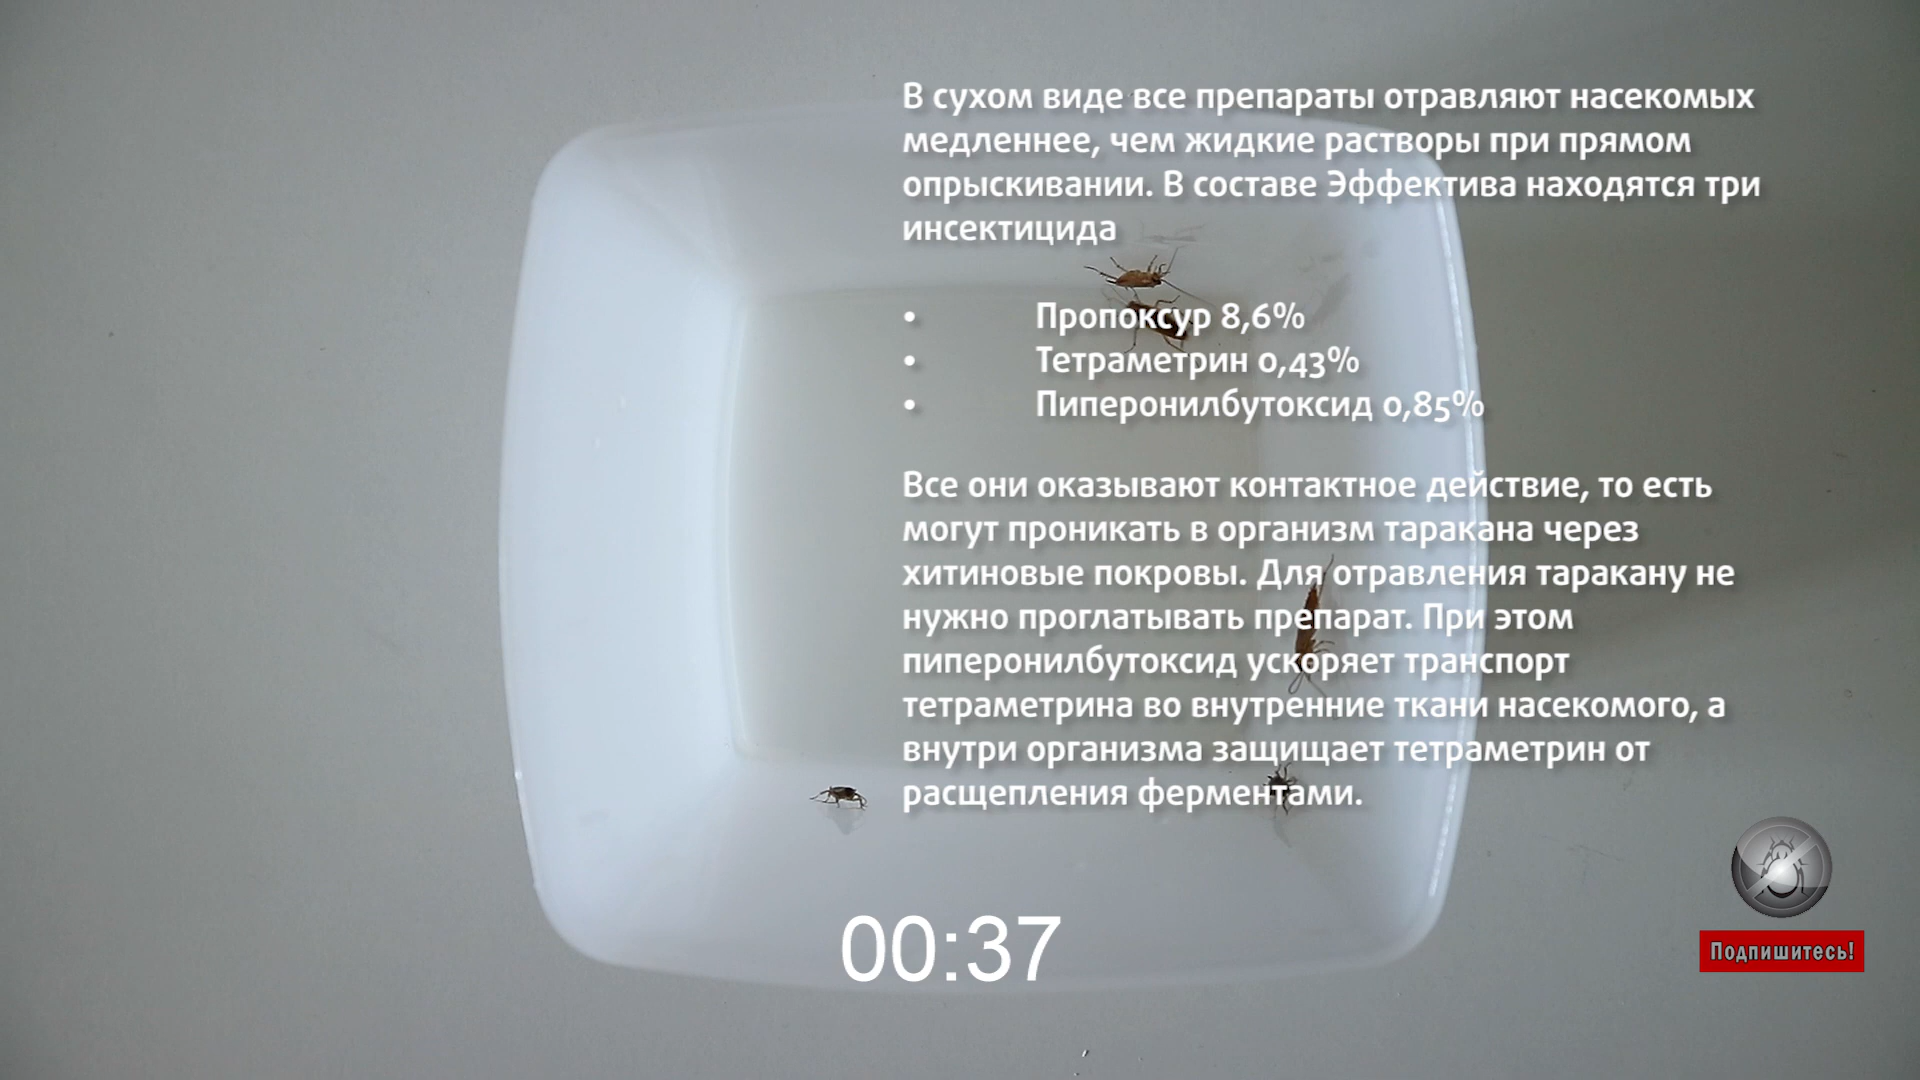 В сухом виде все препараты отравляют насекомых
медленнее, чем жидкие растворы при прямом
опрыскивании. В составе Эффектива находятся три
инсектицида
• Пропоксур 8,6%
• Тетраметрин 0,43%
• Пиперонилбутоксид 0,85%
Все они оказывают контактное действие, то есть
могут проникать в организм таракана через
хитиновые покровы. Для отравления таракану не
нужно проглатывать препарат. При этом
пиперонилбутоксид ускоряет транспорт
тетраметрина во внутренние ткани насекомого, а
внутри организма защищает тетраметрин от
расщепления ферментами.
00:37
Подпишитесь!